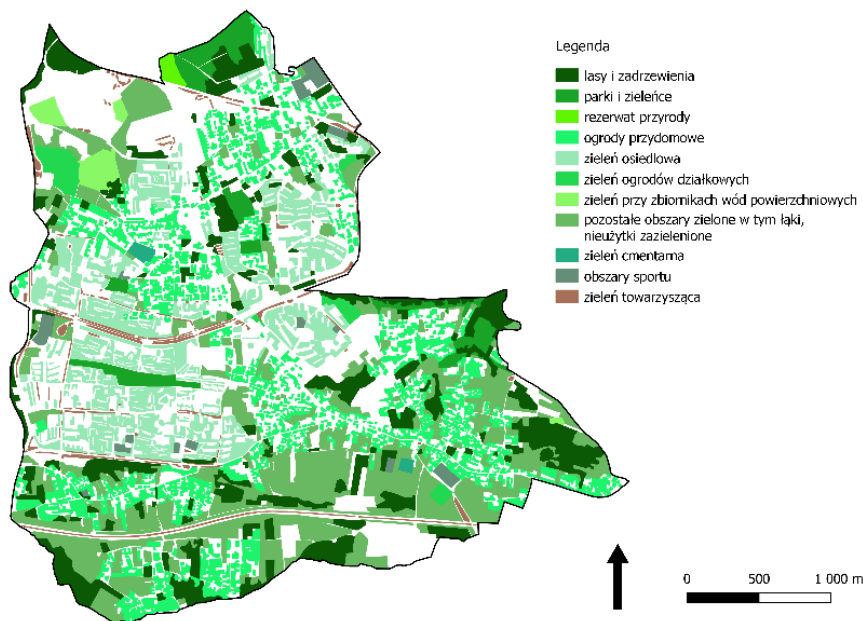 Legenda
lasy i zadrzewienia
parki i zieleńce
rezerwat przyrody
ogrody przydomowe
zieleń osiedlowa
zieleń ogrodów działkowych
zieleń przy zbiornikach wód powierzchniowych
pozostałe obszary zielone w tym łąki,
nieużytki zazielenione
zieleń cmentarna
obszary sportu
zieleń towarzysząca
0 500 1 000 m